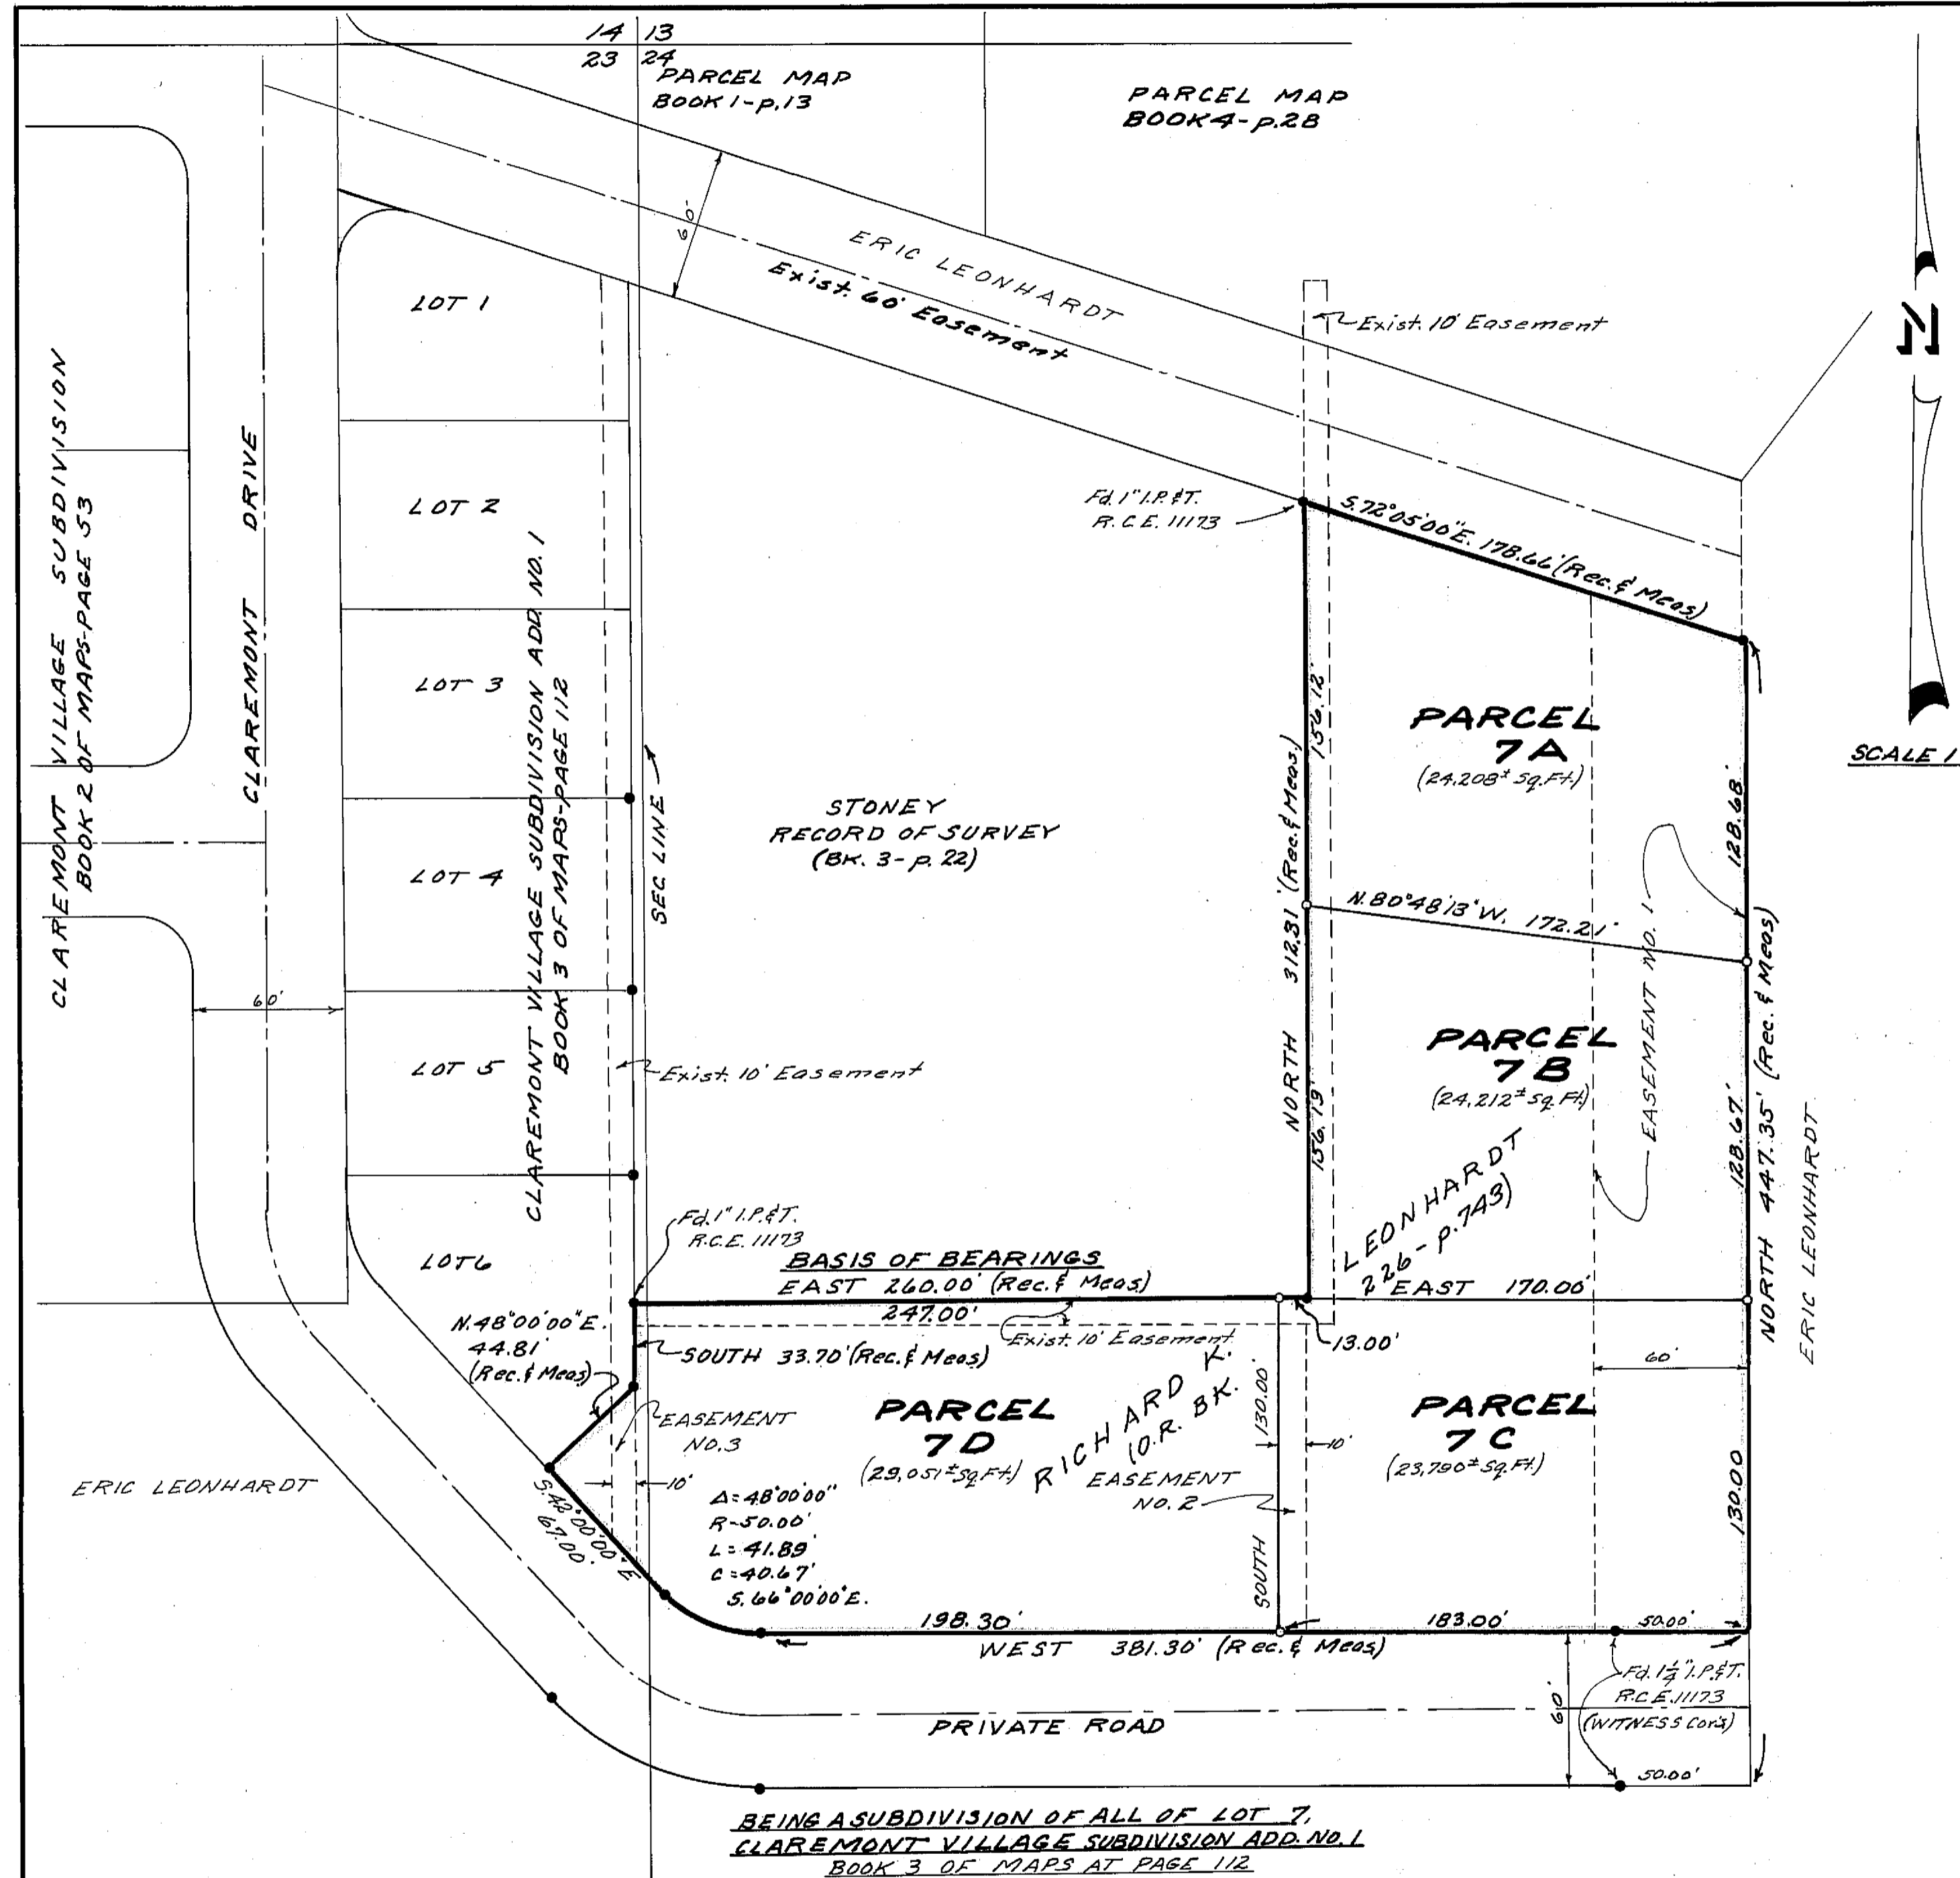 14 13
23 24
PARCEL MAP
BOOK 1-p.13
PARCEL MAP
BOOK 4-p.28
60'
ERIC LEONHARDT
Exist. 60' Easement
Exist. 10' Easement
N
SCALE 1
LOT 1
LOT 2
LOT 3
LOT 4
LOT 5
LOT 6
CLAREMONT VILLAGE SUBDIVISION
BOOK 2 OF MAPS-PAGE 53
CLAREMONT DRIVE
60'
CLAREMONT VILLAGE SUBDIVISION ADD. NO. 1
BOOK 3 OF MAPS-PAGE 112
SEC LINE
Exist. 10' Easement
STONEY
RECORD OF SURVEY
(BK. 3-p. 22)
Fd. 1" I.P.&T.
R.C.E. 11173
S.72°05'00"E. 178.66' (Rec. & Meas)
156.12'
NORTH 312.31' (Rec. & Meas.)
156.19'
PARCEL
7A
(24,208± Sq.Ft.)
128.68'
N.80°48'13"W. 172.21'
EASEMENT NO. 1
PARCEL
7B
(24,212± Sq. Ft)
128.67'
NORTH 447.35' (Rec. & Meas)
ERIC LEONHARDT
Fd. 1" I.P.&T.
R.C.E. 11173
BASIS OF BEARINGS
EAST 260.00' (Rec. & Meas)
247.00'
Exist. 10' Easement
13.00'
EAST 170.00'
RICHARD K. LEONHARDT
(O.R. BK. 226-p.743)
N.48°00'00"E.
44.81'
(Rec. & Meas)
SOUTH 33.70' (Rec. & Meas)
EASEMENT
NO. 3
10'
PARCEL
7D
(29,051± Sq.Ft.)
Δ=48°00'00"
R-50.00'
L=41.89'
C=40.67'
S.66°00'00"E.
S.42°00'00"E
67.00'
ERIC LEONHARDT
130.00'
SOUTH
10'
EASEMENT
NO. 2
60'
PARCEL
7C
(23,790± Sq. Ft.)
130.00
198.30'
183.00'
50.00'
WEST 381.30' (Rec. & Meas)
PRIVATE ROAD
60'
Fd. 1¼" I.P.&T.
R.C.E. 11173
(WITNESS Cor's)
50.00'
BEING A SUBDIVISION OF ALL OF LOT 7,
CLAREMONT VILLAGE SUBDIVISION ADD. NO. 1
BOOK 3 OF MAPS AT PAGE 112